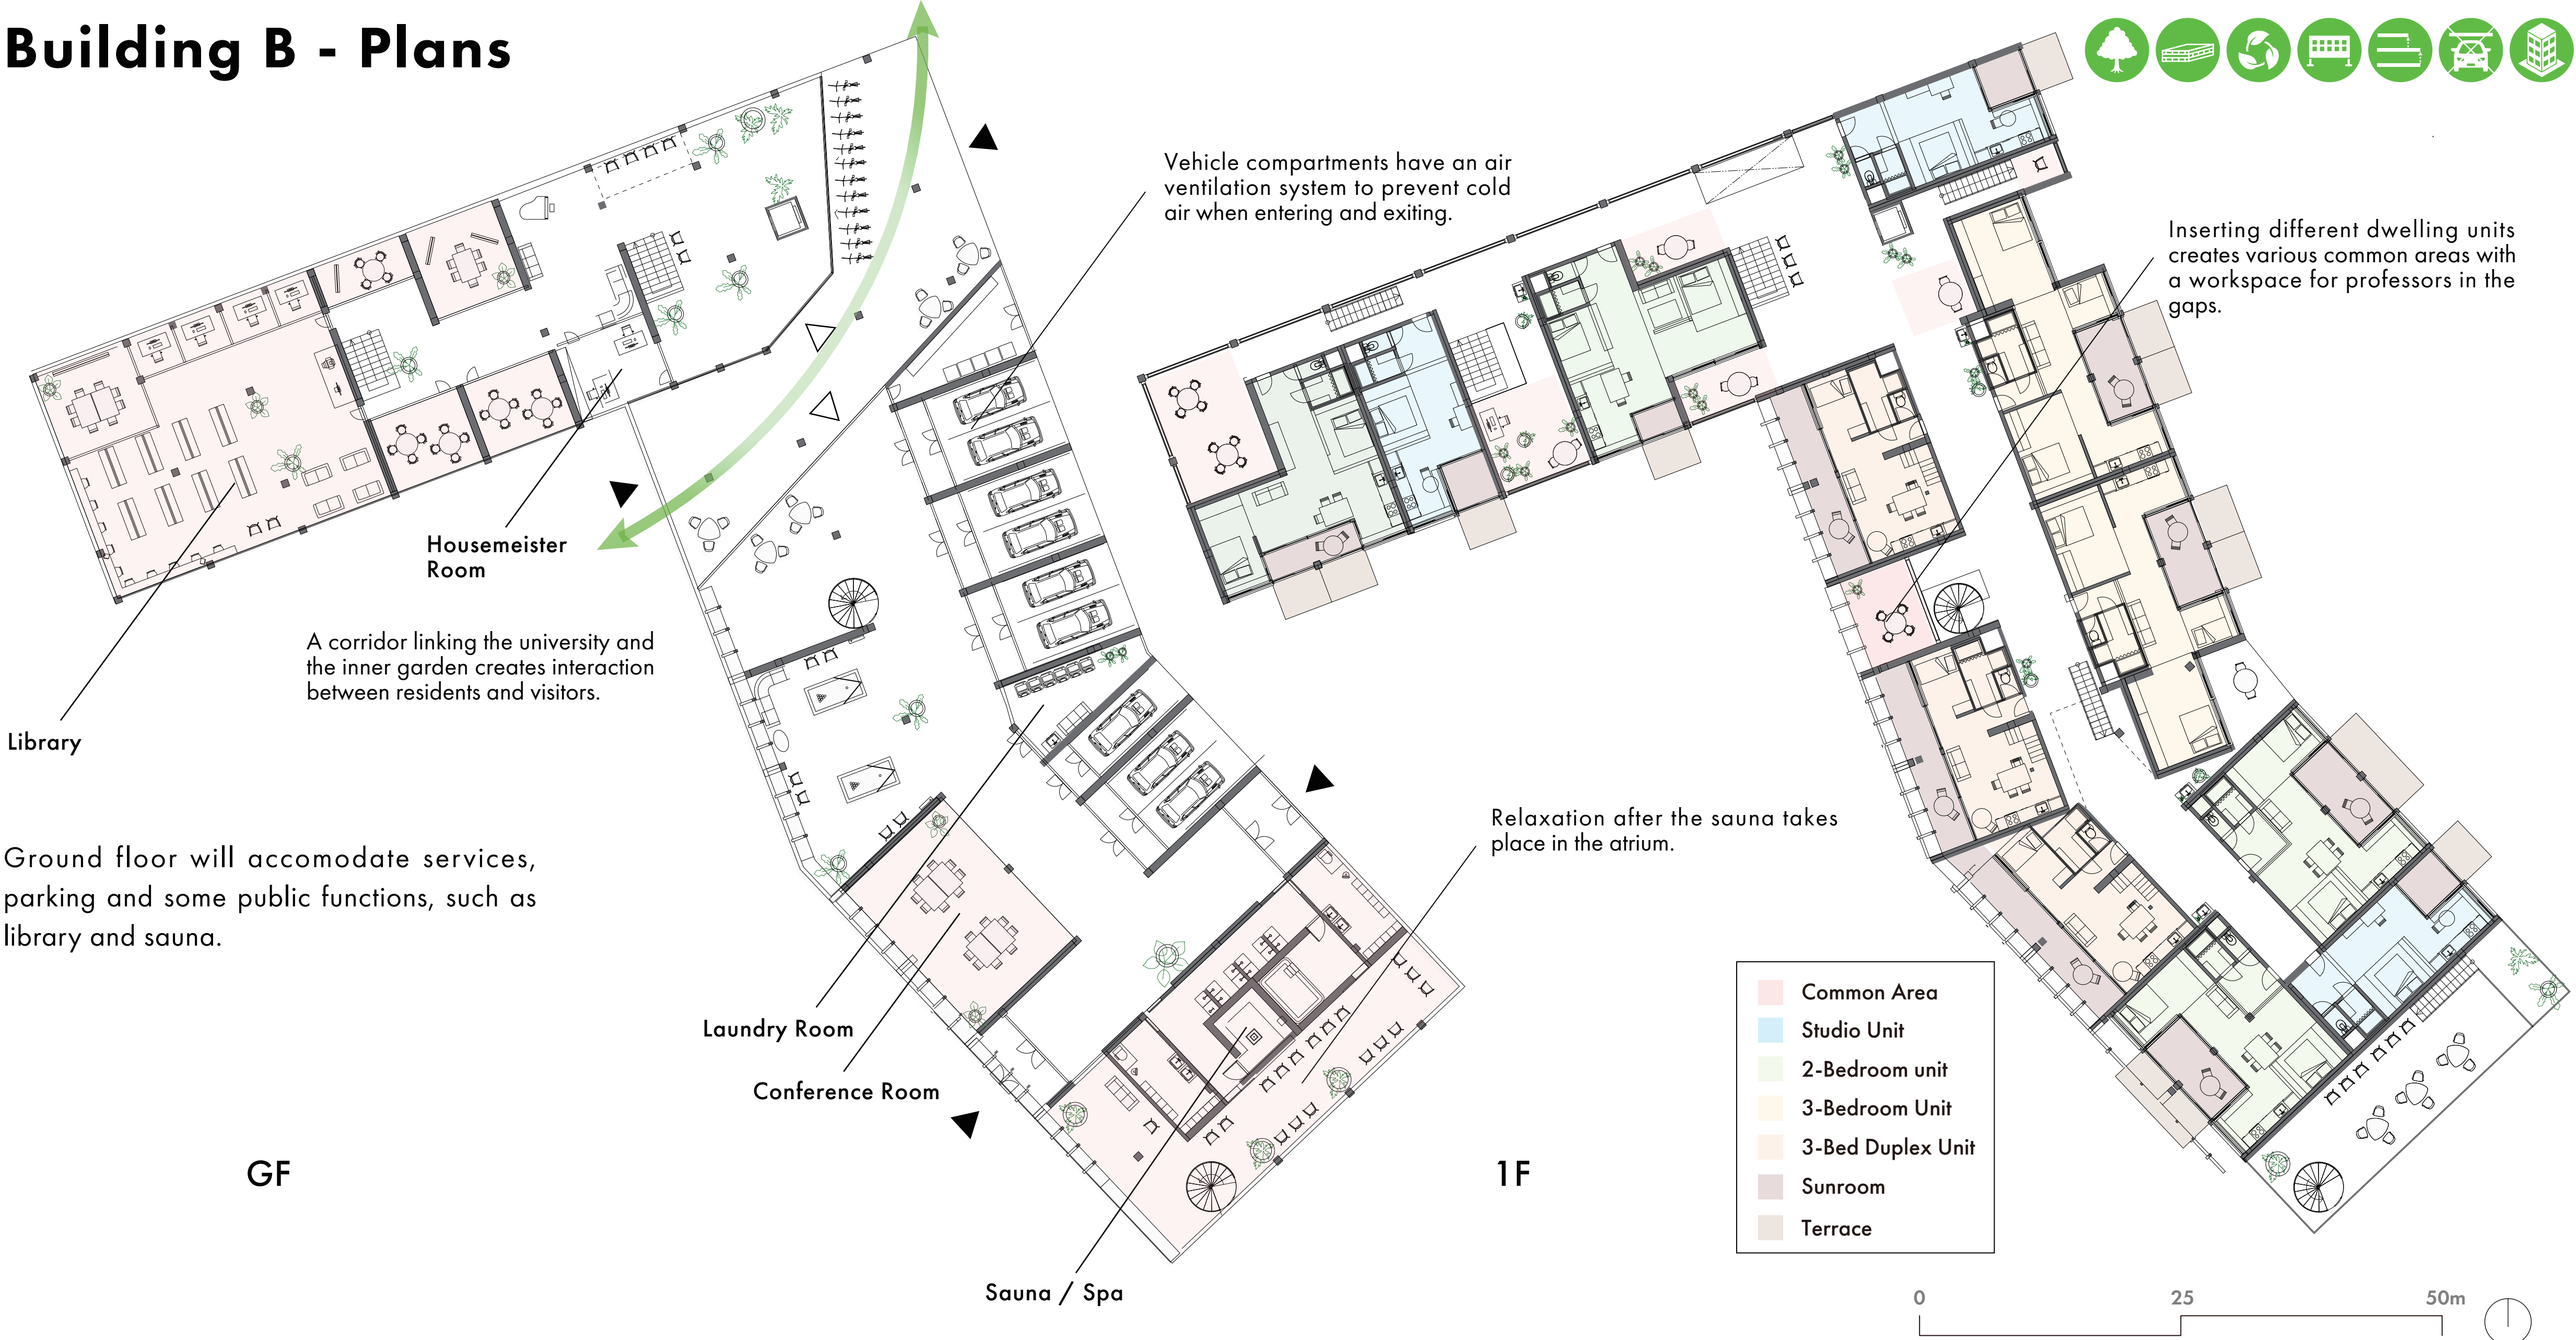 Building B - Plans
Vehicle compartments have an air
ventilation system to prevent cold
air when entering and exiting.
Inserting different dwelling units
creates various common areas with
a workspace for professors in the
gaps.
Housemeister
Room
A corridor linking the university and
the inner garden creates interaction
between residents and visitors.
Library
Ground floor will accomodate services,
parking and some public functions, such as
library and sauna.
Relaxation after the sauna takes
place in the atrium.
Laundry Room
Conference Room
Sauna / Spa
GF
1F
Common Area
Studio Unit
2-Bedroom unit
3-Bedroom Unit
3-Bed Duplex Unit
Sunroom
Terrace
0 25 50m